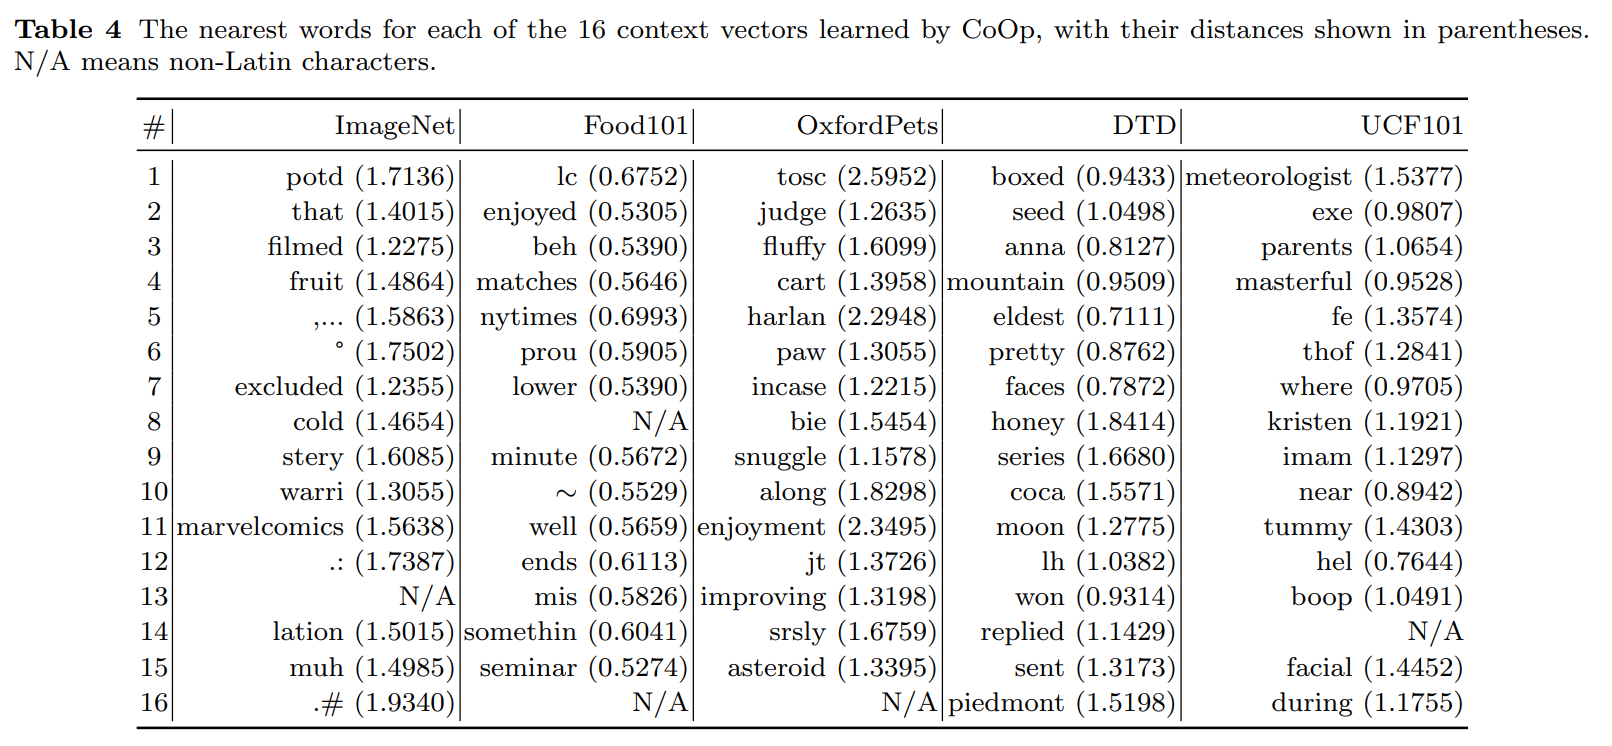 Table 4 The nearest words for each of the 16 context vectors learned by CoOp, with their distances shown in parentheses.
N/A means non-Latin characters.
# ImageNet Food101 OxfordPets DTD UCF101
1 potd (1.7136) lc (0.6752) tosc (2.5952) boxed (0.9433) meteorologist (1.5377)
2 that (1.4015) enjoyed (0.5305) judge (1.2635) seed (1.0498) exe (0.9807)
3 filmed (1.2275) beh (0.5390) fluffy (1.6099) anna (0.8127) parents (1.0654)
4 fruit (1.4864) matches (0.5646) cart (1.3958) mountain (0.9509) masterful (0.9528)
5 ,... (1.5863) nytimes (0.6993) harlan (2.2948) eldest (0.7111) fe (1.3574)
6 ° (1.7502) prou (0.5905) paw (1.3055) pretty (0.8762) thof (1.2841)
7 excluded (1.2355) lower (0.5390) incase (1.2215) faces (0.7872) where (0.9705)
8 cold (1.4654) N/A bie (1.5454) honey (1.8414) kristen (1.1921)
9 stery (1.6085) minute (0.5672) snuggle (1.1578) series (1.6680) imam (1.1297)
10 warri (1.3055) ~ (0.5529) along (1.8298) coca (1.5571) near (0.8942)
11 marvelcomics (1.5638) well (0.5659) enjoyment (2.3495) moon (1.2775) tummy (1.4303)
12 .: (1.7387) ends (0.6113) jt (1.3726) lh (1.0382) hel (0.7644)
13 N/A mis (0.5826) improving (1.3198) won (0.9314) boop (1.0491)
14 lation (1.5015) somethin (0.6041) srsly (1.6759) replied (1.1429) N/A
15 muh (1.4985) seminar (0.5274) asteroid (1.3395) sent (1.3173) facial (1.4452)
16 .# (1.9340) N/A N/A piedmont (1.5198) during (1.1755)